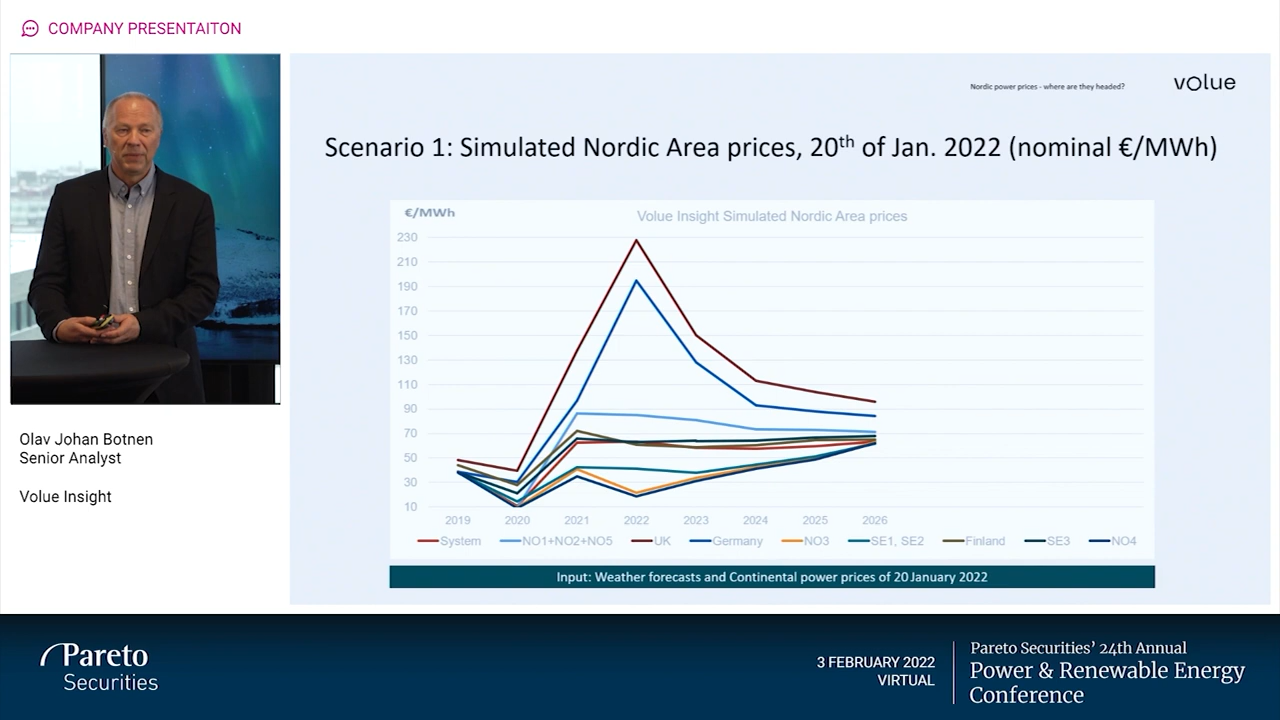 COMPANY PRESENTAITON
Nordic power prices - where are they headed?
volue
Scenario 1: Simulated Nordic Area prices, 20th of Jan. 2022 (nominal €/MWh)
€/MWh
Volue Insight Simulated Nordic Area prices
230
210
190
170
150
130
110
90
70
50
30
10
2019 2020 2021 2022 2023 2024 2025 2026
System NO1+NO2+NO5 UK Germany NO3 SE1, SE2 Finland SE3 NO4
Input: Weather forecasts and Continental power prices of 20 January 2022
Olav Johan Botnen
Senior Analyst
Volue Insight
Pareto
Securities
3 FEBRUARY 2022
VIRTUAL
Pareto Securities’ 24th Annual
Power & Renewable Energy
Conference